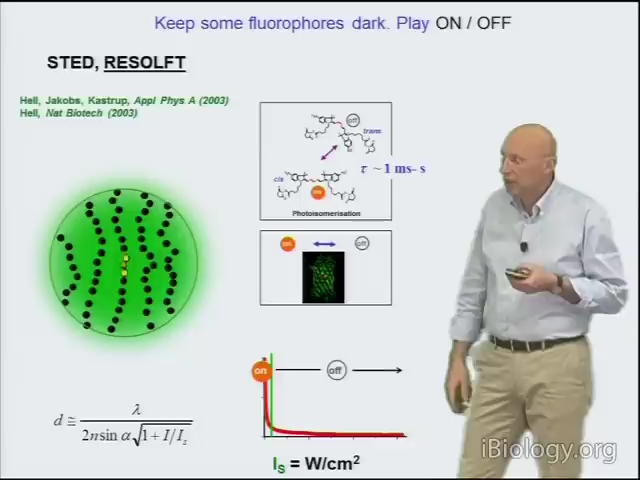 Keep some fluorophores dark. Play ON / OFF
STED, RESOLFT
Hell, Jakobs, Kastrup, Appl Phys A (2003)
Hell, Nat Biotech (2003)
off
trans
τ ~ 1 ms- s
cis
on
Photoisomerisation
on off
on off
d ≅ λ / 2n sin α √1 + I/Is
IS = W/cm2
iBiology.org